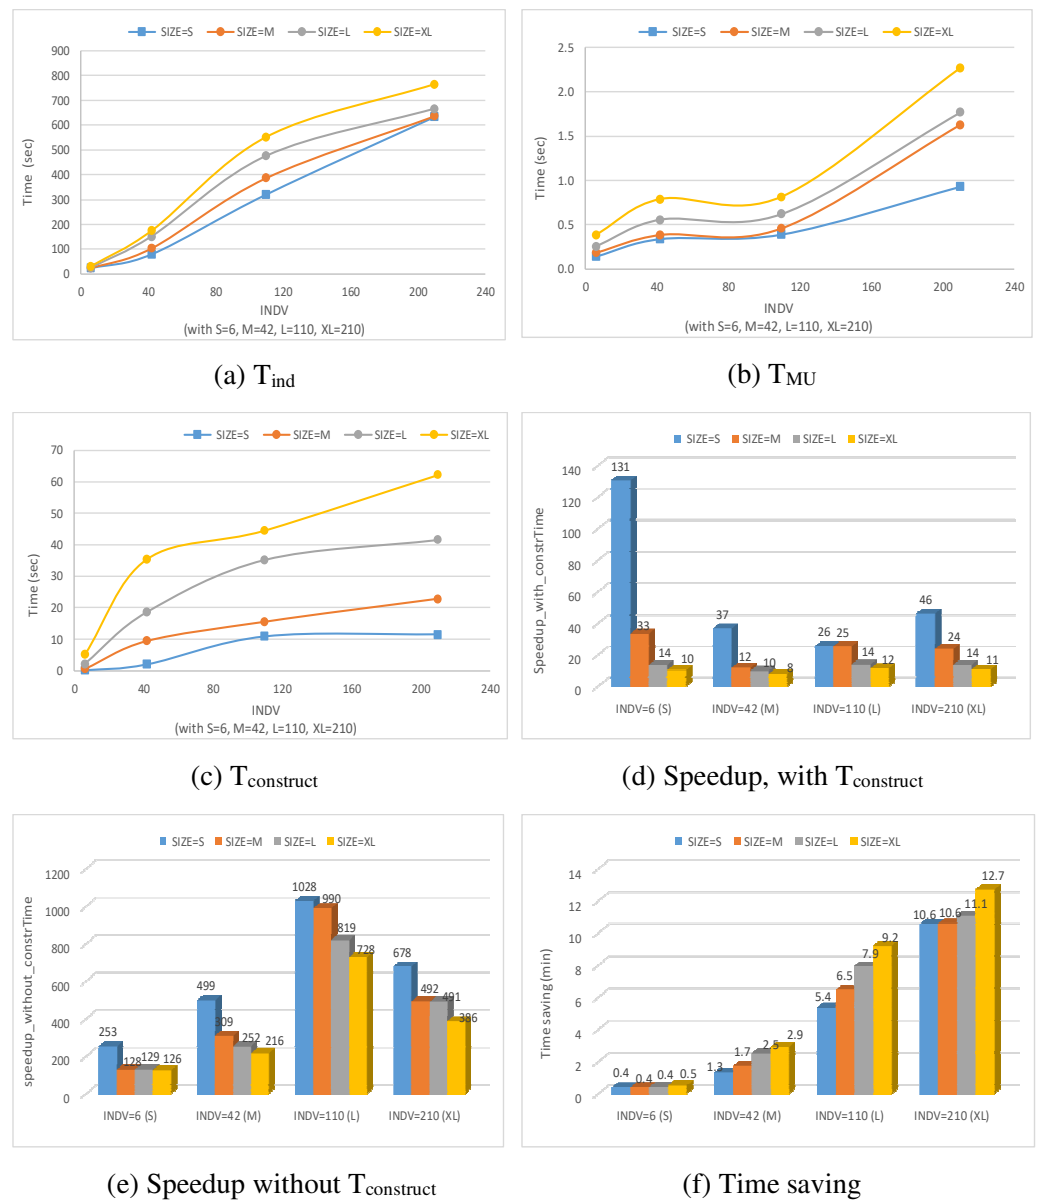 SIZE=S SIZE=M SIZE=L SIZE=XL
900
800
700
600
500
400
300
200
100
0
Time (sec)
0 40 80 120 160 200 240
INDV
(with S=6, M=42, L=110, XL=210)
(a) Tind
SIZE=S SIZE=M SIZE=L SIZE=XL
2.5
2.0
1.5
1.0
0.5
0.0
Time (sec)
0 40 80 120 160 200 240
INDV
(with S=6, M=42, L=110, XL=210)
(b) TMU
SIZE=S SIZE=M SIZE=L SIZE=XL
70
60
50
40
30
20
10
0
Time (sec)
0 40 80 120 160 200 240
INDV
(with S=6, M=42, L=110, XL=210)
(c) Tconstruct
SIZE=S SIZE=M SIZE=L SIZE=XL
140
120
100
80
60
40
20
0
Speedup_with_constrTime
131 33 14 10
37 12 10 8
26 25 14 12
46 24 14 11
INDV=6 (S) INDV=42 (M) INDV=110 (L) INDV=210 (XL)
(d) Speedup, with Tconstruct
SIZE=S SIZE=M SIZE=L SIZE=XL
1200
1000
800
600
400
200
0
speedup_without_constrTime
253 128 129 126
499 309 252 216
1028 990 819 728
678 492 491 386
INDV=6 (S) INDV=42 (M) INDV=110 (L) INDV=210 (XL)
(e) Speedup without Tconstruct
SIZE=S SIZE=M SIZE=L SIZE=XL
14
12
10
8
6
4
2
0
Time saving (min)
0.4 0.4 0.4 0.5
1.3 1.7 2.5 2.9
5.4 6.5 7.9 9.2
10.6 10.6 11.1 12.7
INDV=6 (S) INDV=42 (M) INDV=110 (L) INDV=210 (XL)
(f) Time saving